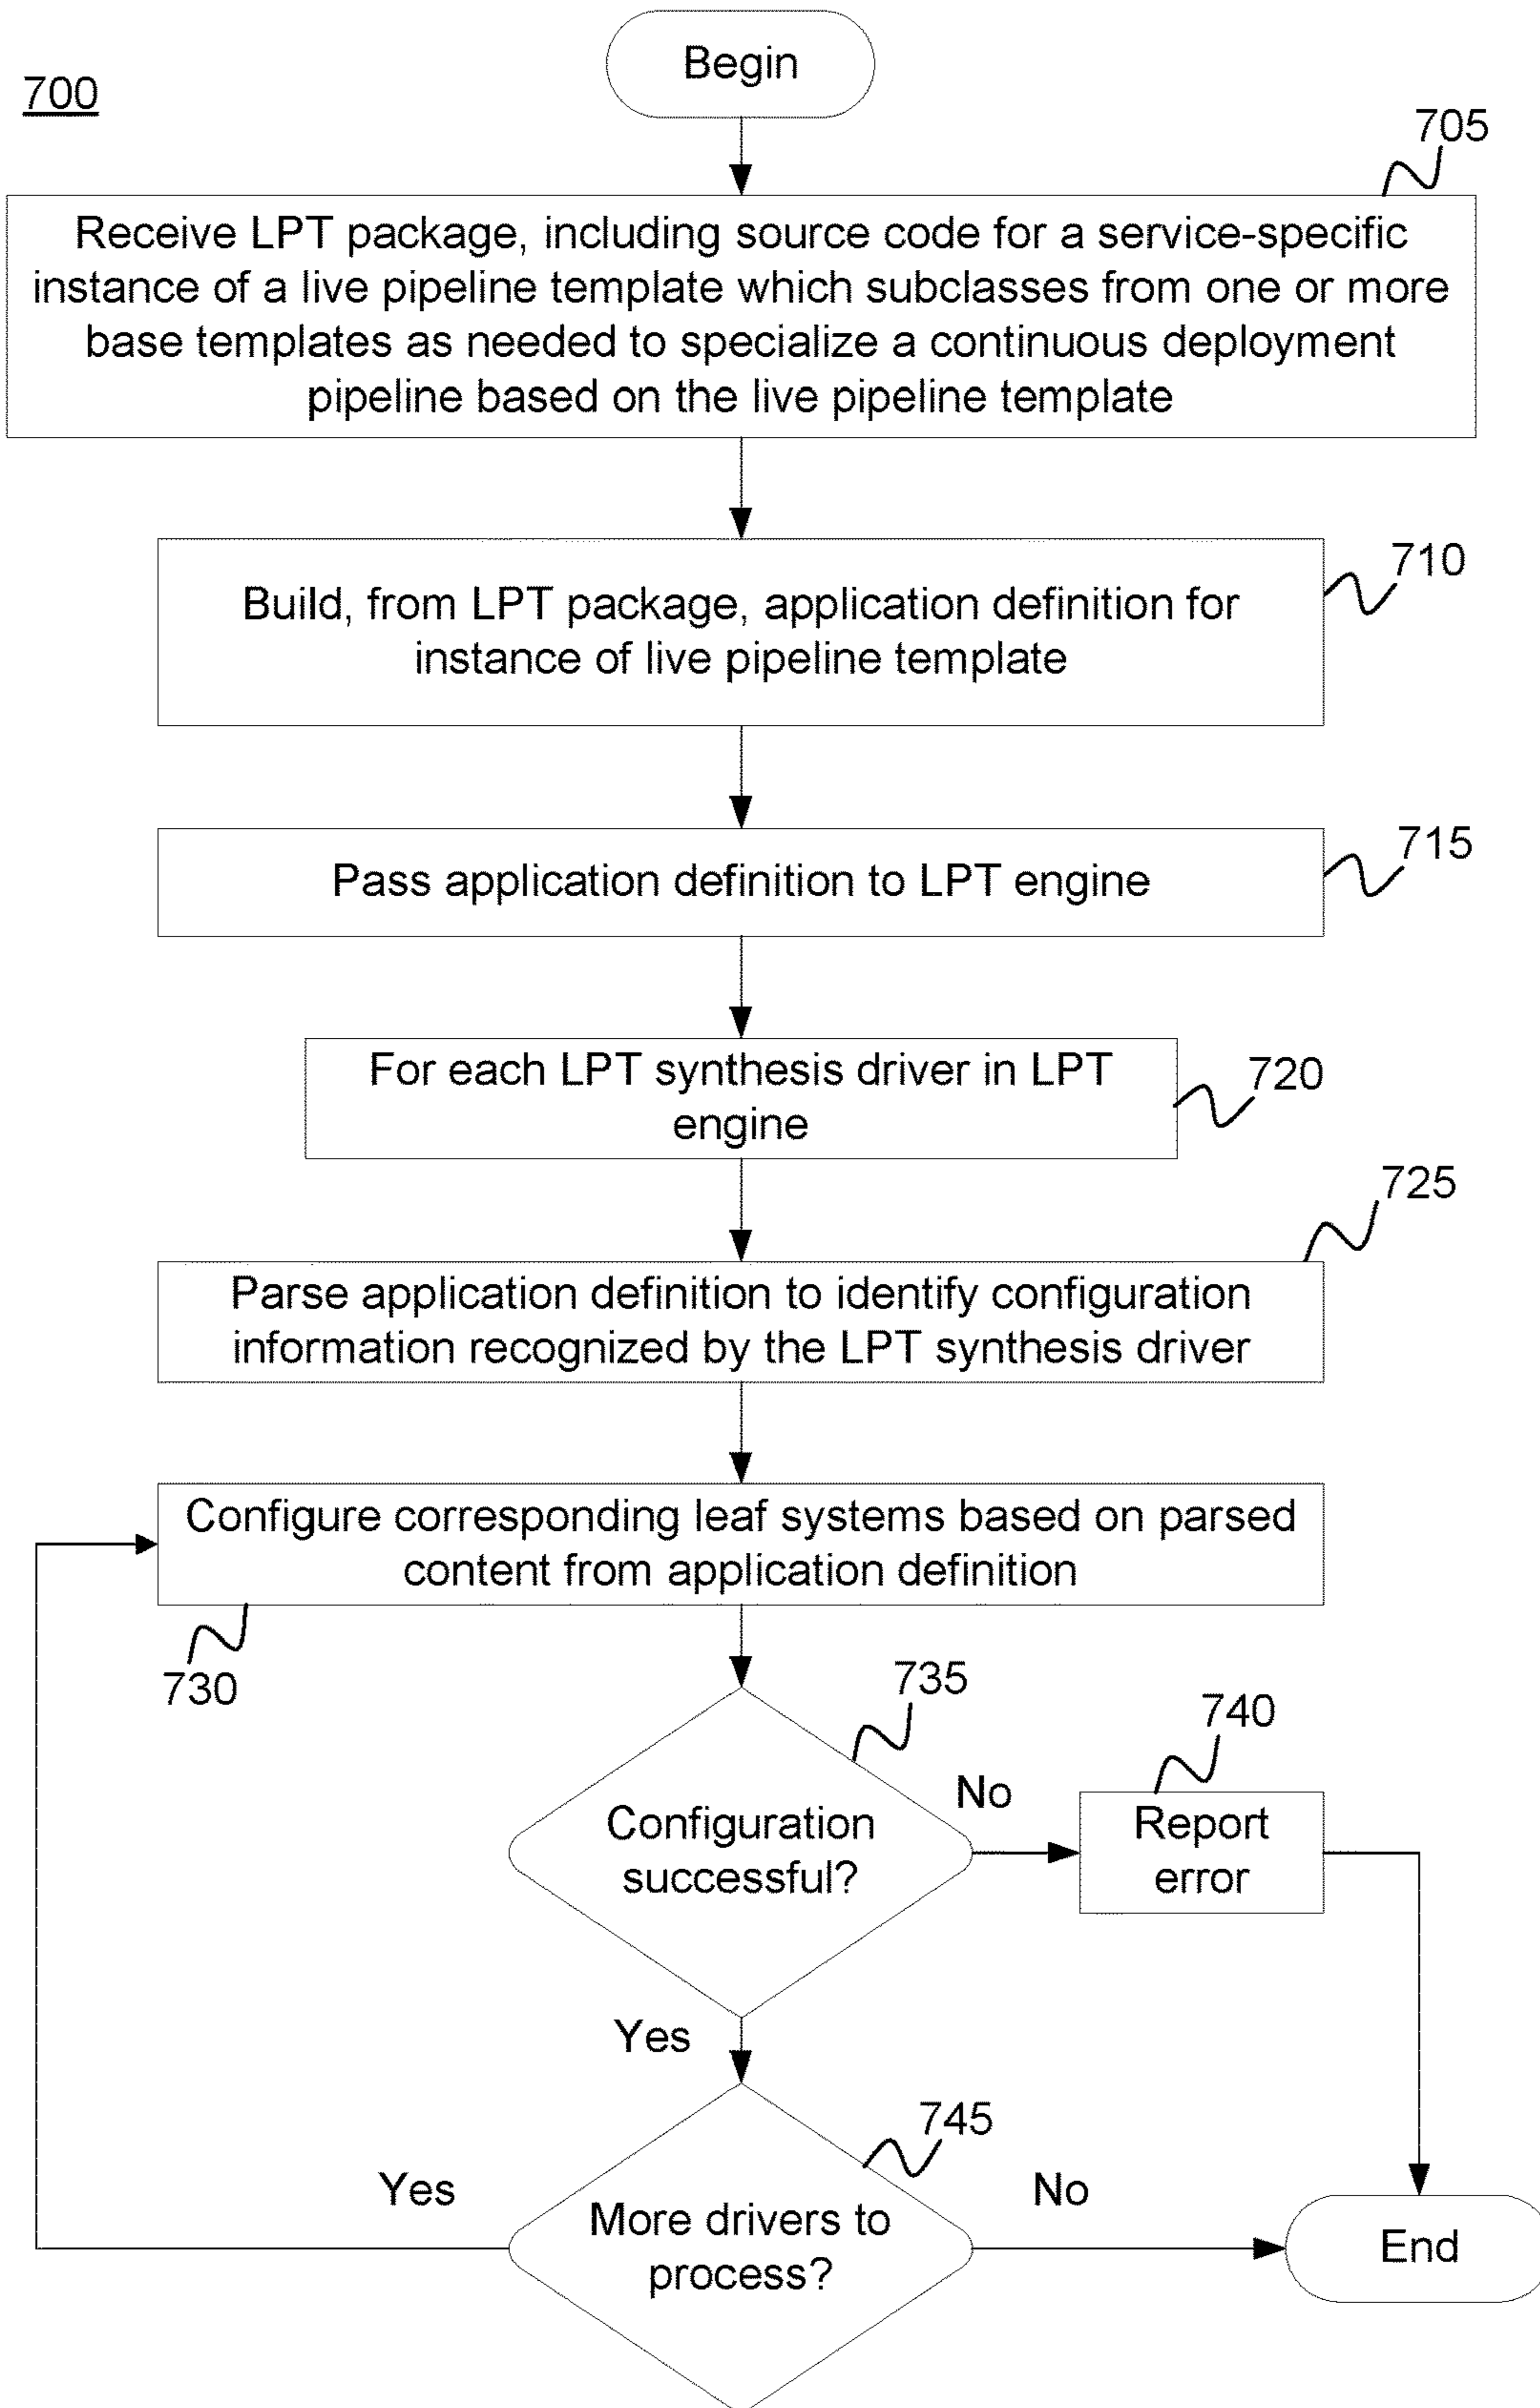 Begin
700
705
Receive LPT package, including source code for a service-specific
instance of a live pipeline template which subclasses from one or more
base templates as needed to specialize a continuous deployment
pipeline based on the live pipeline template
710
Build, from LPT package, application definition for
instance of live pipeline template
715
Pass application definition to LPT engine
For each LPT synthesis driver in LPT
engine
720
725
Parse application definition to identify configuration
information recognized by the LPT synthesis driver
Configure corresponding leaf systems based on parsed
content from application definition
730
735
740
Configuration
successful?
No
Report
error
Yes
745
Yes
More drivers to
process?
No
End